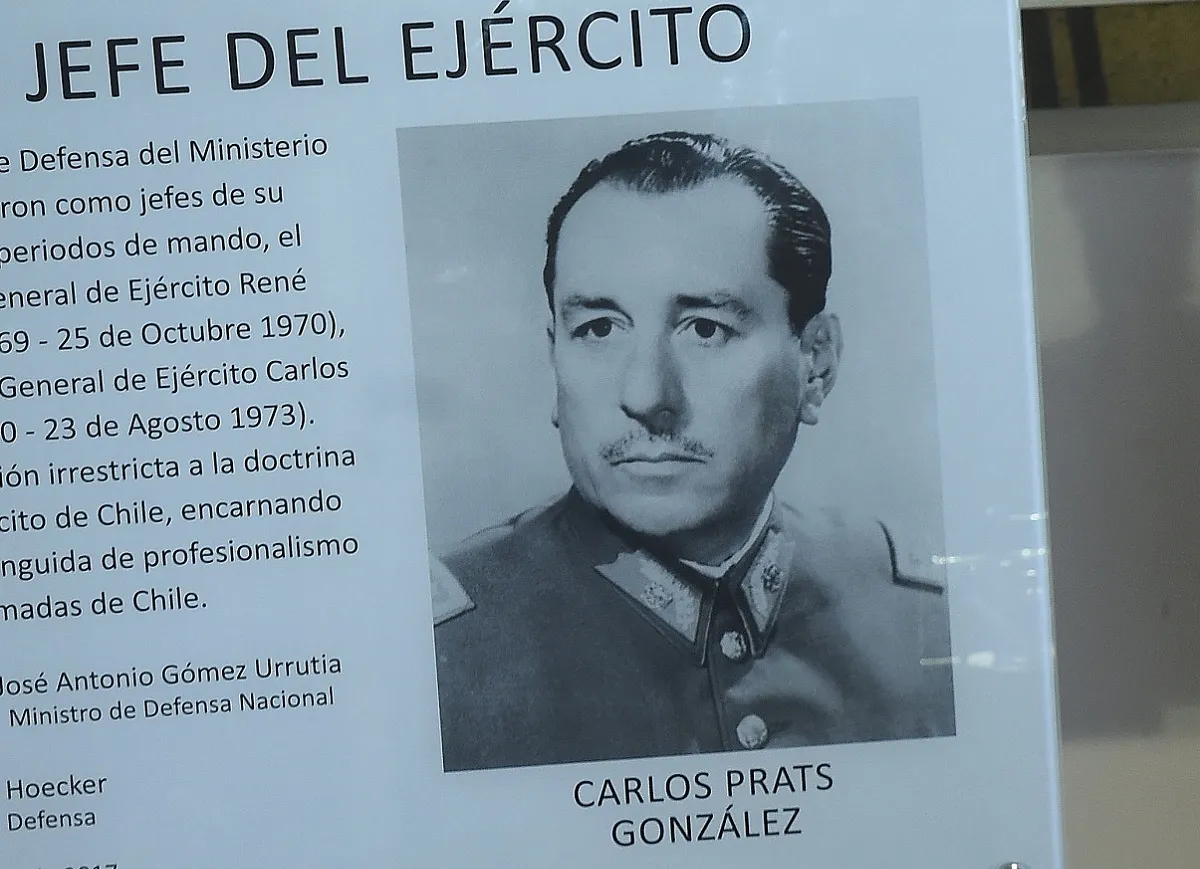 JEFE DEL EJÉRCITO
e Defensa del Ministerio
ron como jefes de su
periodos de mando, el
eneral de Ejército René
69 - 25 de Octubre 1970),
General de Ejército Carlos
0 - 23 de Agosto 1973).
ión irrestricta a la doctrina
cito de Chile, encarnando
nguida de profesionalismo
madas de Chile.
José Antonio Gómez Urrutia
Ministro de Defensa Nacional
Hoecker
Defensa
2017
CARLOS PRATS
GONZÁLEZ